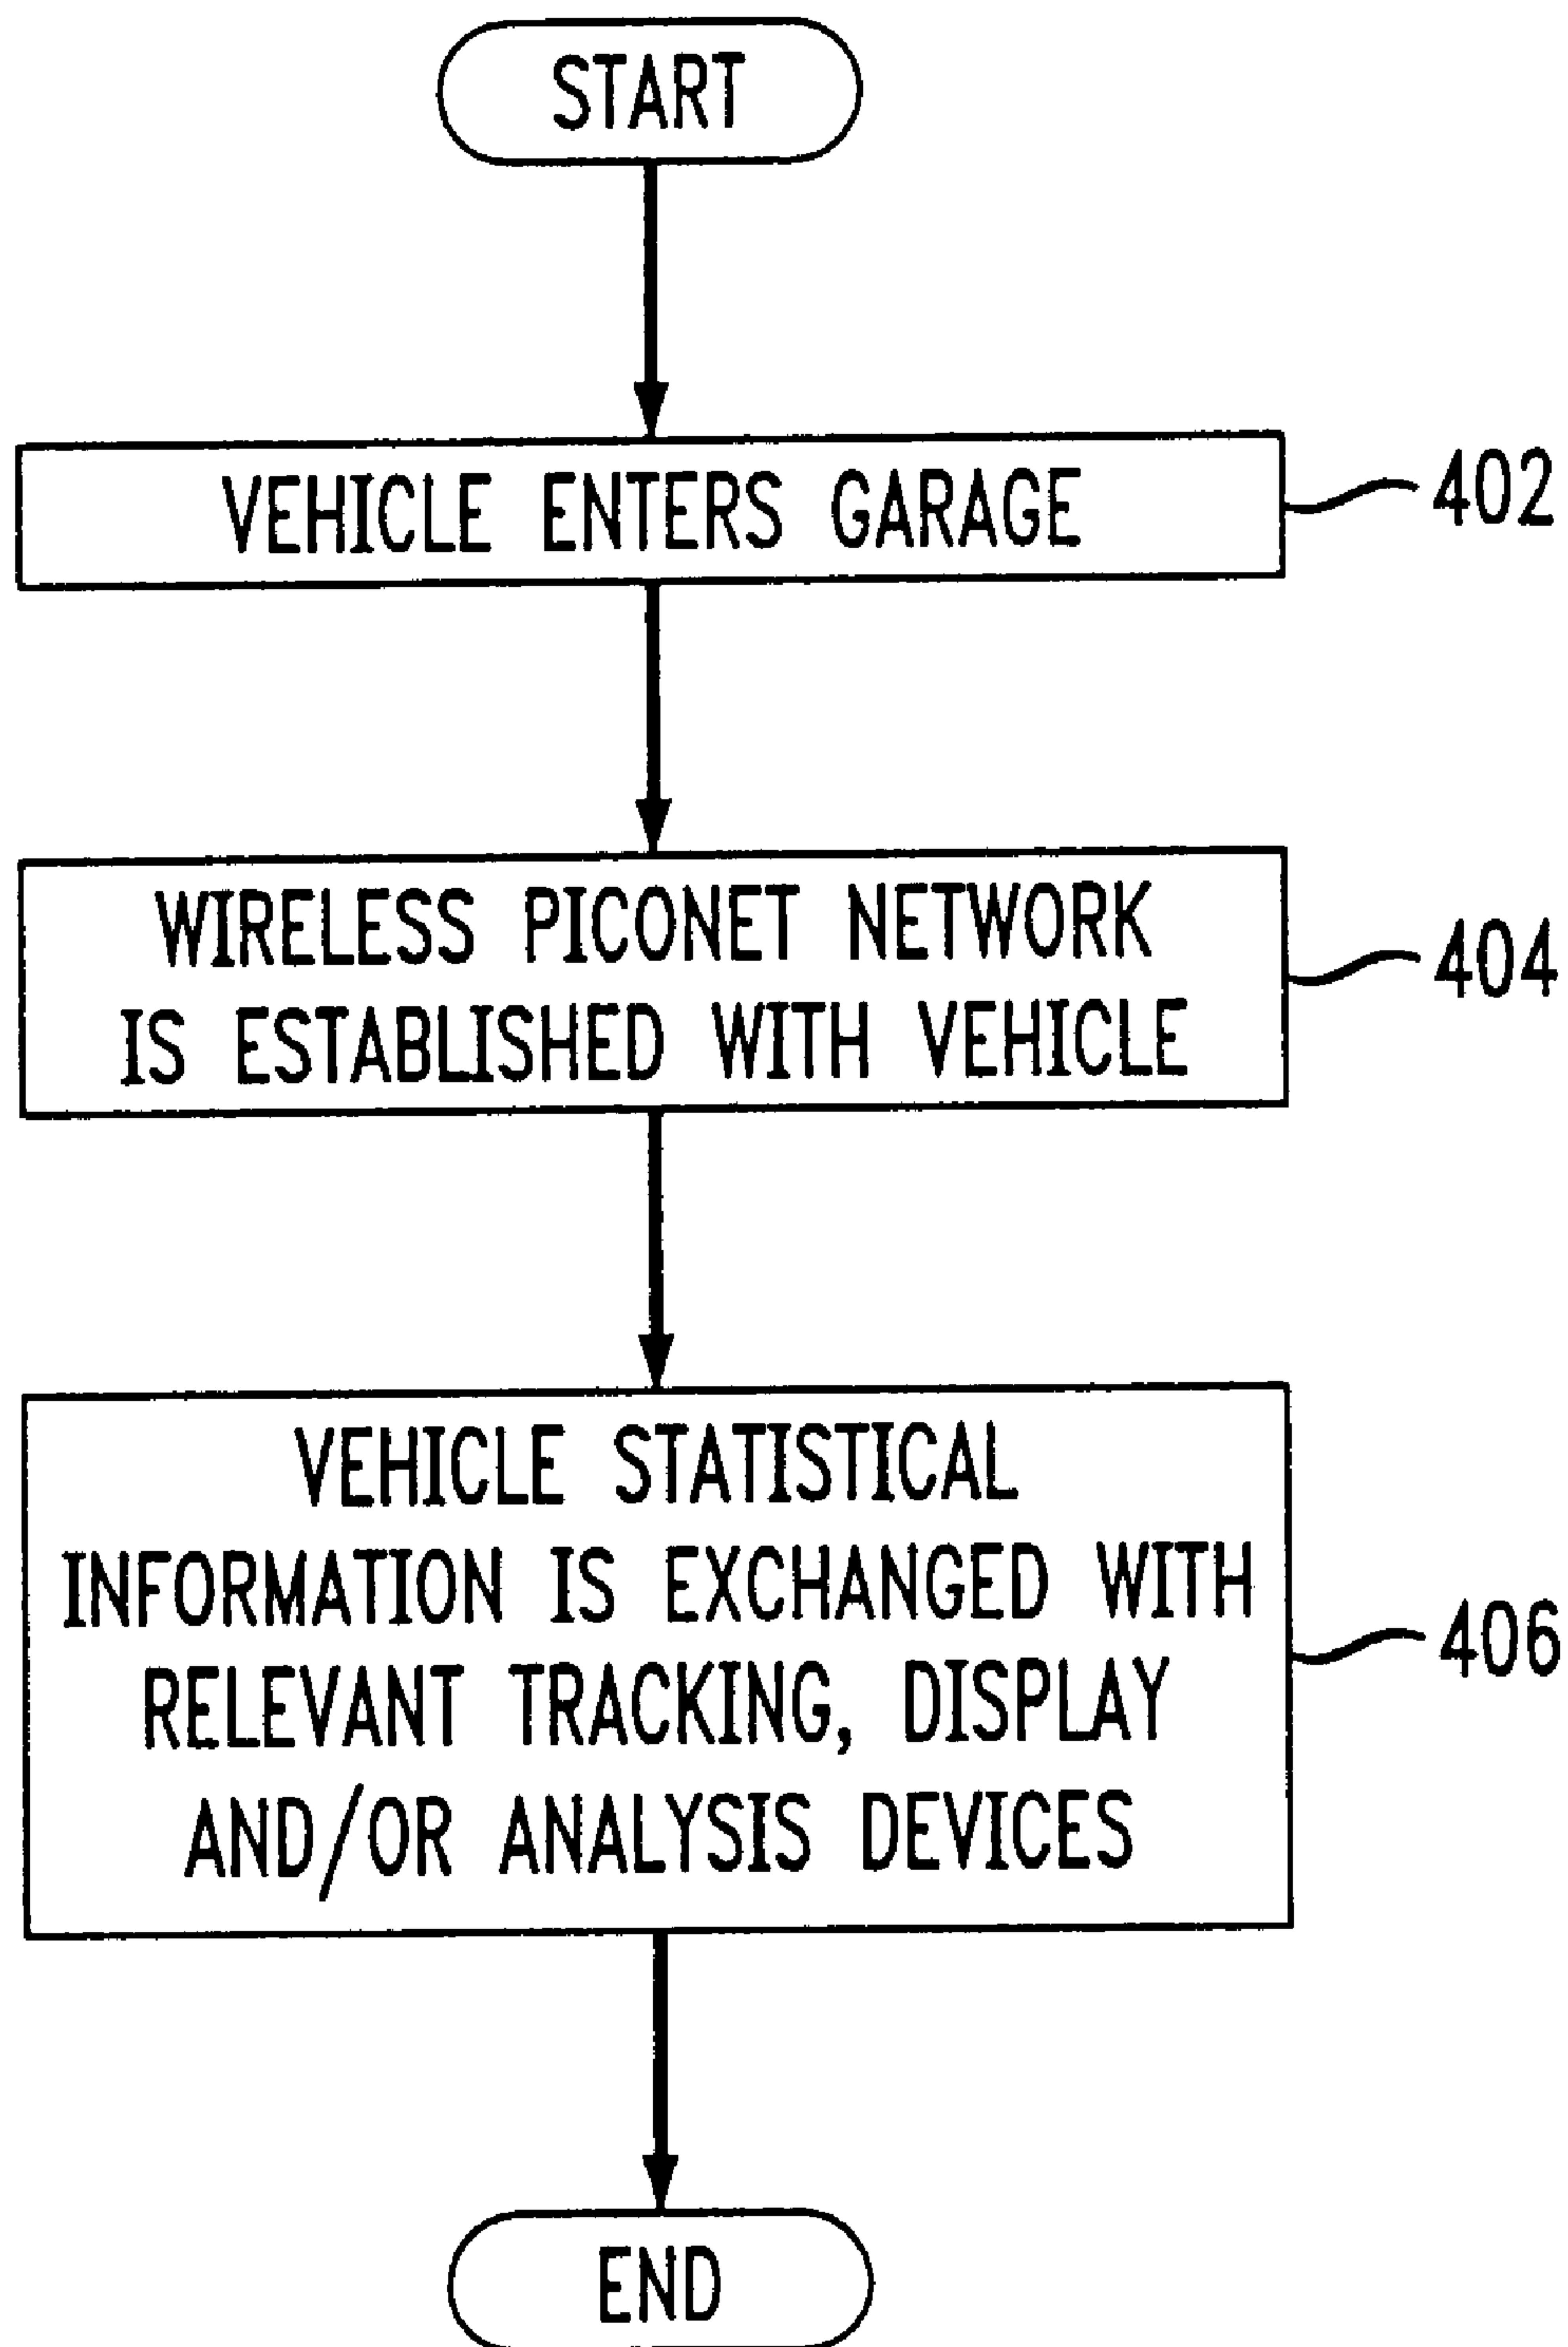 START
VEHICLE ENTERS GARAGE
402
WIRELESS PICONET NETWORK
IS ESTABLISHED WITH VEHICLE
404
VEHICLE STATISTICAL
INFORMATION IS EXCHANGED WITH
RELEVANT TRACKING, DISPLAY
AND/OR ANALYSIS DEVICES
406
END